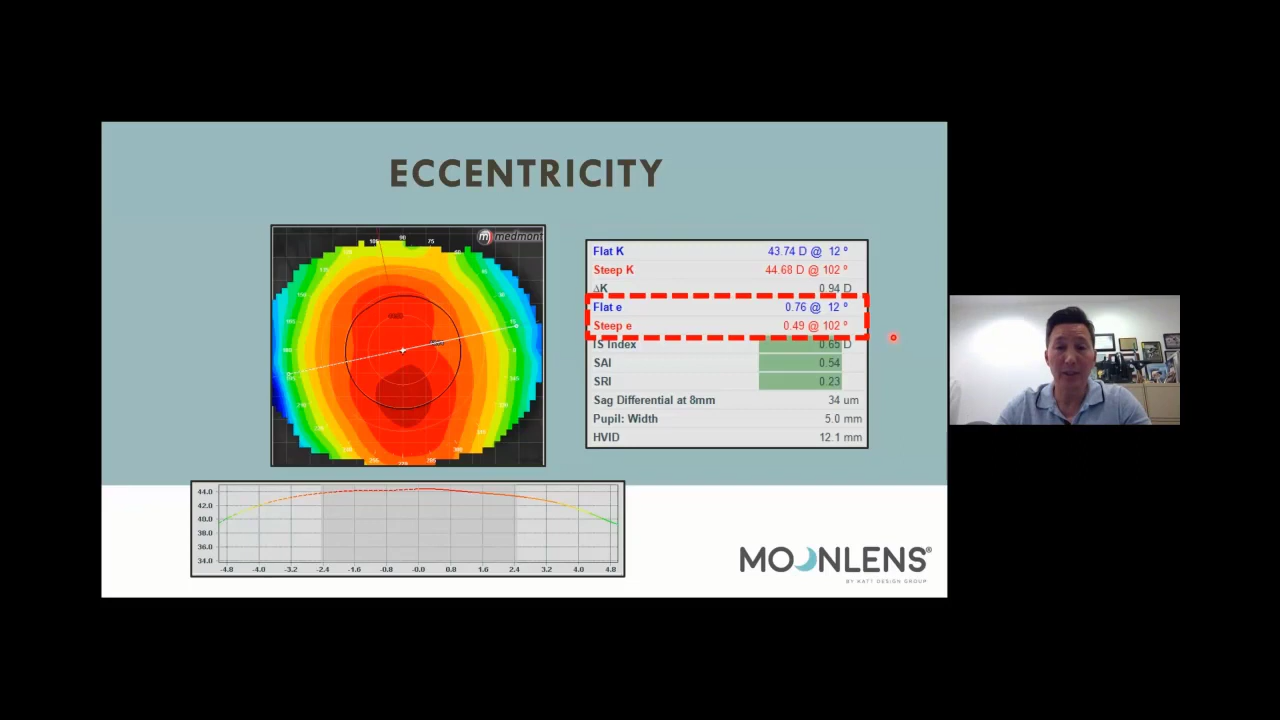 ECCENTRICITY
medmont
Flat K 43.74 D @ 12 º
Steep K 44.68 D @ 102 º
ΔK 0.94 D
Flat e 0.76 @ 12 º
Steep e 0.49 @ 102 º
IS Index 0.65 D
SAI 0.54
SRI 0.23
Sag Differential at 8mm 34 um
Pupil: Width 5.0 mm
HVID 12.1 mm
44.0
42.0
40.0
38.0
36.0
34.0
-4.8 -4.0 -3.2 -2.4 -1.6 -0.8 -0.0 0.8 1.6 2.4 3.2 4.0 4.8
MOONLENS®
BY KATT DESIGN GROUP